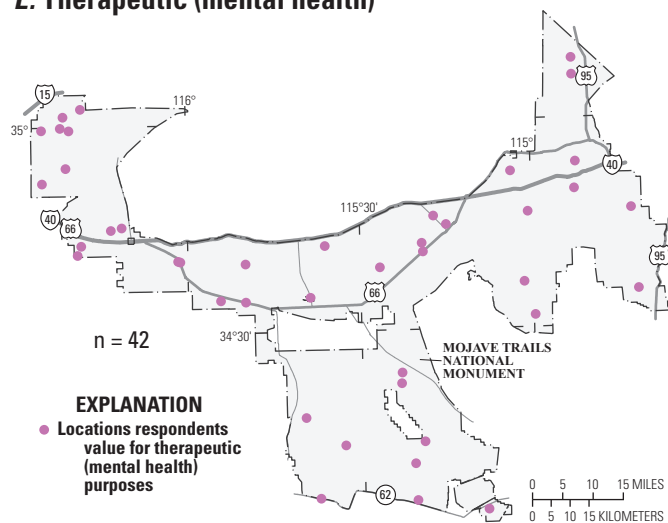 E. Therapeutic (mental health)
15
95
116°
35°
115°
40
115°30'
40
66
95
66
34°30'
n = 42
MOJAVE TRAILS
NATIONAL
MONUMENT
EXPLANATION
Locations respondents
value for therapeutic
(mental health)
purposes
62
0 5 10 15 MILES
0 5 10 15 KILOMETERS